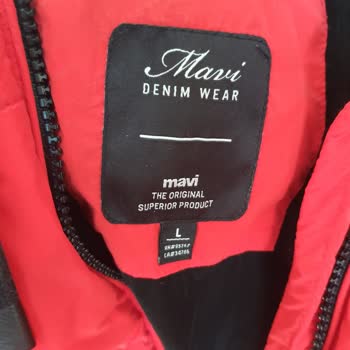 Mavi
DENIM WEAR
mavi
THE ORIGINAL
SUPERIOR PRODUCT
L